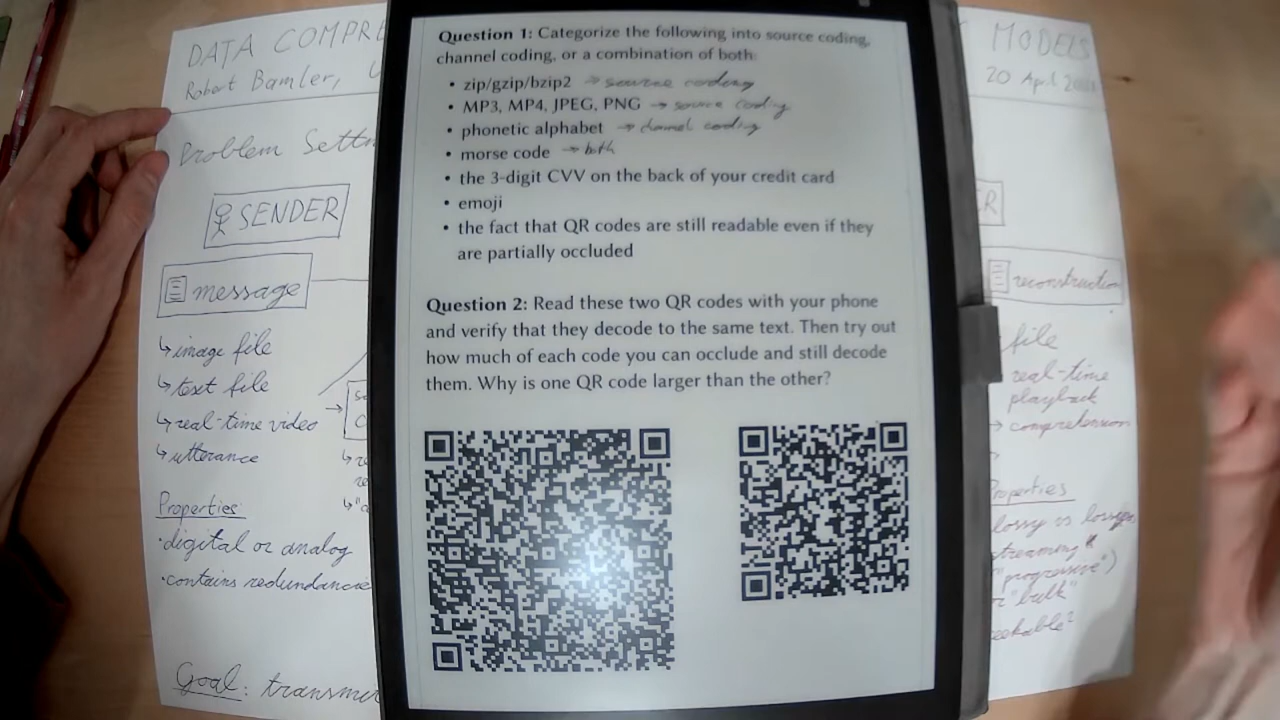 DATA COMPRE
Robert Bamler, U
MODELS
20 April
Problem Settin
SENDER
ER
message
reconstruction
↳ image file
↳ text file
↳ real-time video
↳ utterance
Properties:
• digital or analog
• contains redundancies
Goal: transmit
Question 1: Categorize the following into source coding,
channel coding, or a combination of both:
• zip/gzip/bzip2 → source coding
• MP3, MP4, JPEG, PNG → source coding
• phonetic alphabet → channel coding
• morse code → both
• the 3-digit CVV on the back of your credit card
• emoji
• the fact that QR codes are still readable even if they
are partially occluded
Question 2: Read these two QR codes with your phone
and verify that they decode to the same text. Then try out
how much of each code you can occlude and still decode
them. Why is one QR code larger than the other?
file
real-time
playback
→ comprehension
Properties
lossy vs lossless
streaming"
"progressive")
"bulk"
seekable?